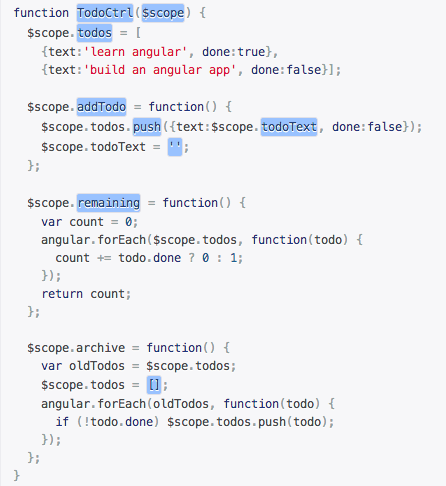 function TodoCtrl($scope) {
  $scope.todos = [
    {text:'learn angular', done:true},
    {text:'build an angular app', done:false}];

  $scope.addTodo = function() {
    $scope.todos.push({text:$scope.todoText, done:false});
    $scope.todoText = '';
  };

  $scope.remaining = function() {
    var count = 0;
    angular.forEach($scope.todos, function(todo) {
      count += todo.done ? 0 : 1;
    });
    return count;
  };

  $scope.archive = function() {
    var oldTodos = $scope.todos;
    $scope.todos = [];
    angular.forEach(oldTodos, function(todo) {
      if (!todo.done) $scope.todos.push(todo);
    });
  };
}